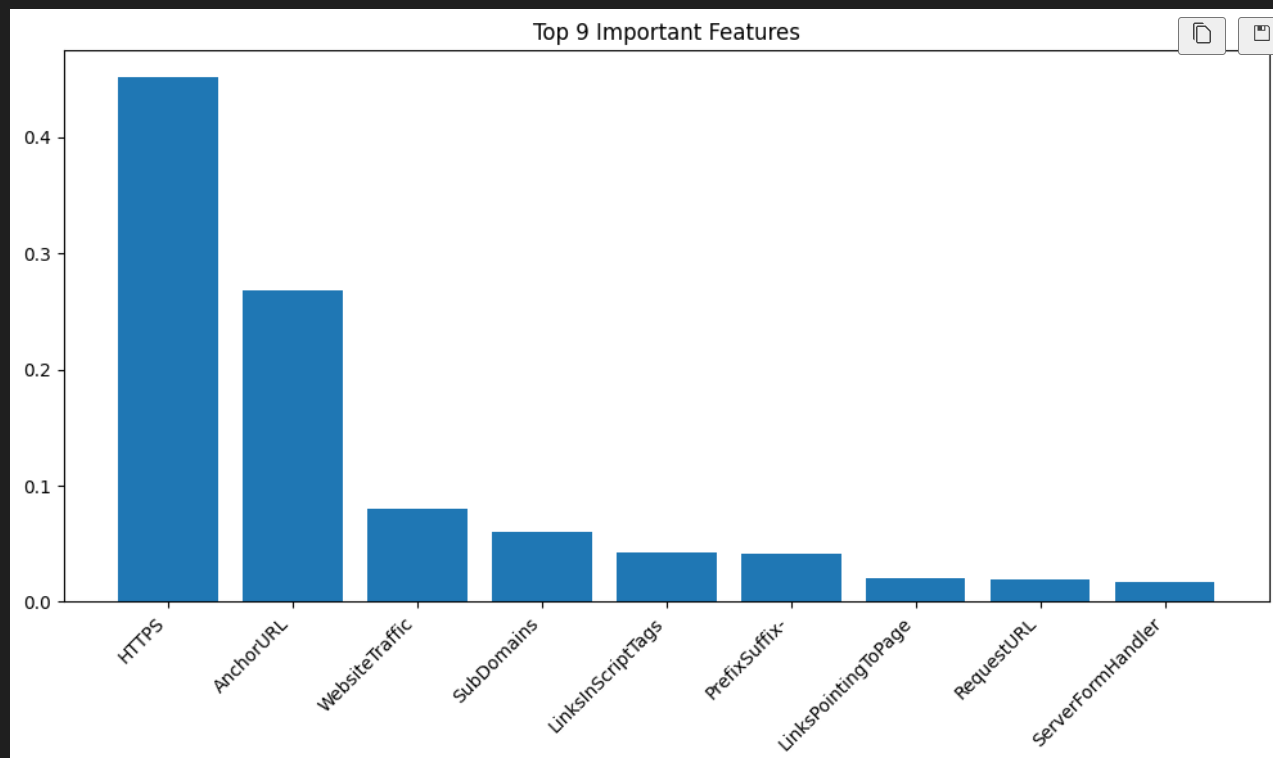 Top 9 Important Features
0.4
0.3
0.2
0.1
0.0
HTTPS
AnchorURL
WebsiteTraffic
SubDomains
LinksInScriptTags
PrefixSuffix-
LinksPointingToPage
RequestURL
ServerFormHandler